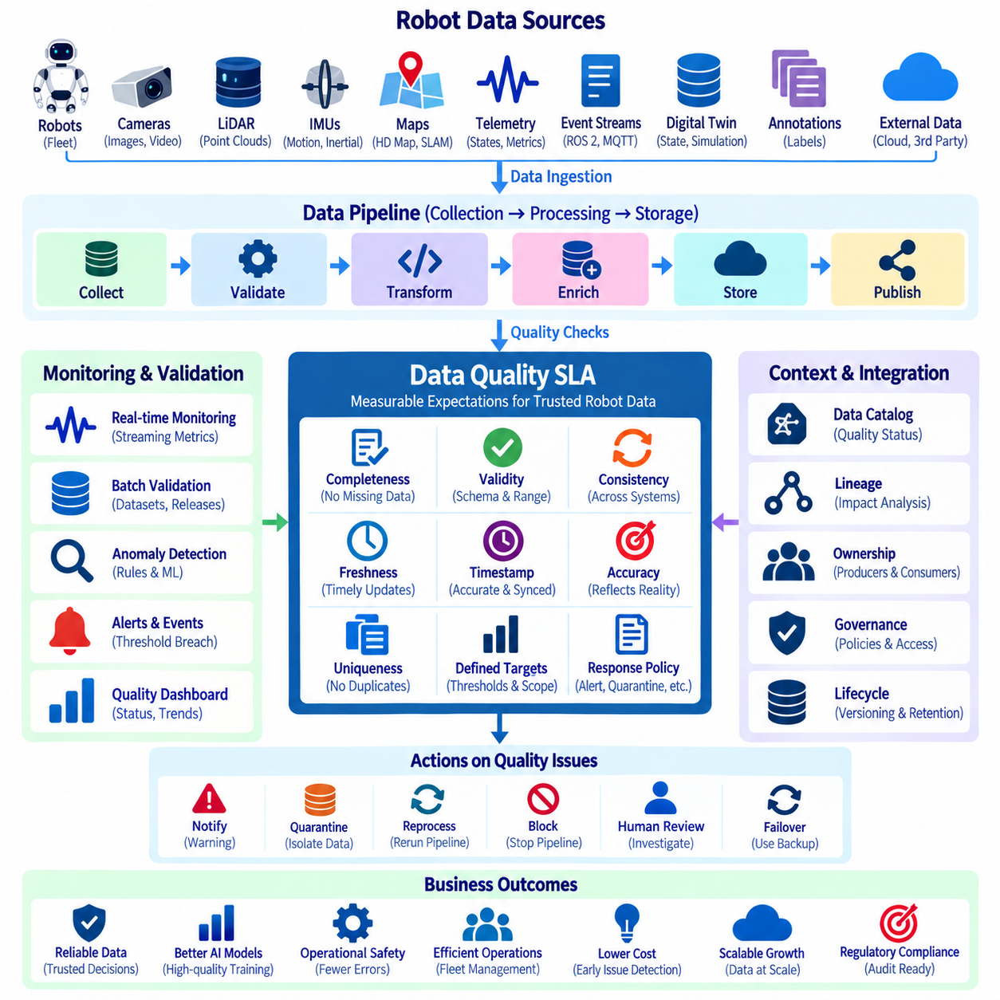 Robot Data Sources
Robots
(Fleet)
Cameras
(Images, Video)
LiDAR
(Point Clouds)
IMUs
(Motion, Inertial)
Maps
(HD Map, SLAM)
Telemetry
(States, Metrics)
Event Streams
(ROS 2, MQTT)
Digital Twin
(State, Simulation)
Annotations
(Labels)
External Data
(Cloud, 3rd Party)
Data Ingestion
Data Pipeline (Collection → Processing → Storage)
Collect
Validate
Transform
Enrich
Store
Publish
Quality Checks
Monitoring & Validation
Real-time Monitoring
(Streaming Metrics)
Batch Validation
(Datasets, Releases)
Anomaly Detection
(Rules & ML)
Alerts & Events
(Threshold Breach)
Quality Dashboard
(Status, Trends)
Data Quality SLA
Measurable Expectations for Trusted Robot Data
Completeness
(No Missing Data)
Validity
(Schema & Range)
Consistency
(Across Systems)
Freshness
(Timely Updates)
Timestamp
(Accurate & Synced)
Accuracy
(Reflects Reality)
Uniqueness
(No Duplicates)
Defined Targets
(Thresholds & Scope)
Response Policy
(Alert, Quarantine, etc.)
Context & Integration
Data Catalog
(Quality Status)
Lineage
(Impact Analysis)
Ownership
(Producers & Consumers)
Governance
(Policies & Access)
Lifecycle
(Versioning & Retention)
Actions on Quality Issues
Notify
(Warning)
Quarantine
(Isolate Data)
Reprocess
(Rerun Pipeline)
Block
(Stop Pipeline)
Human Review
(Investigate)
Failover
(Use Backup)
Business Outcomes
Reliable Data
(Trusted Decisions)
Better AI Models
(High-quality Training)
Operational Safety
(Fewer Errors)
Efficient Operations
(Fleet Management)
Lower Cost
(Early Issue Detection)
Scalable Growth
(Data at Scale)
Regulatory Compliance
(Audit Ready)